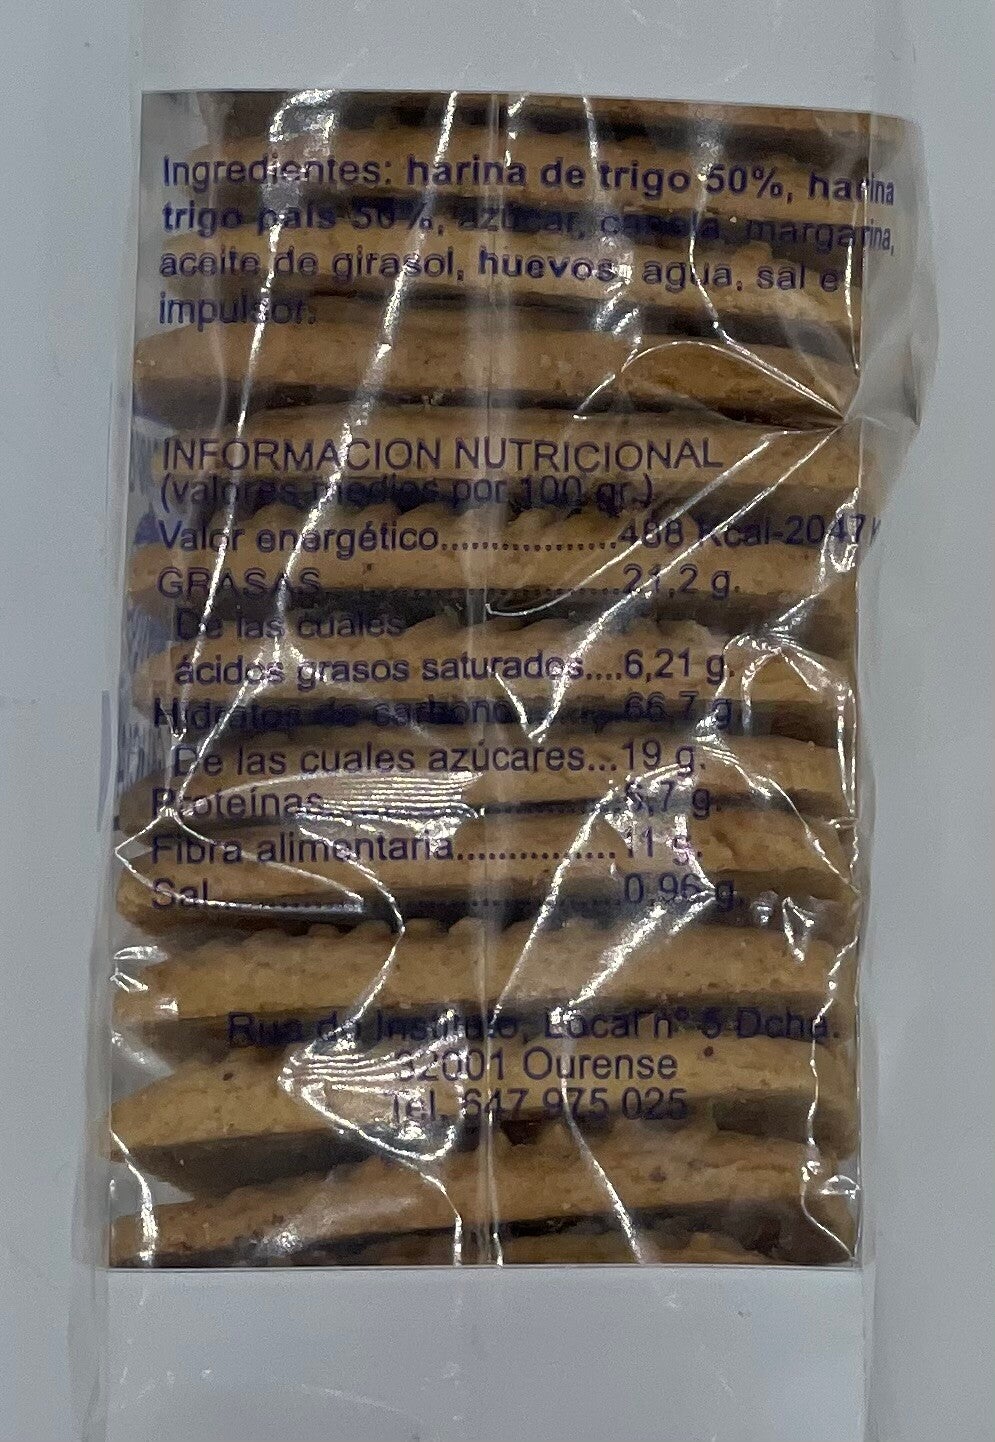 Ingredientes: harina de trigo 50%, harina
trigo país 50%, azúcar, canela, margarina,
aceite de girasol, huevos, agua, sal e
impulsor.
INFORMACION NUTRICIONAL
(valores medios por 100 gr.)
Valor energético....................488 Kcal-2047
GRASAS....................21,2 g.
De las cuales
ácidos grasos saturados....6,21 g.
Hidratos de carbono..........66,7 g.
De las cuales azúcares...19 g.
Proteínas....................6,7 g.
Fibra alimentaria................11 g.
Sal....................0,96 g.
Rua do Instituto, Local nº 5 Dcha.
32001 Ourense
Tel. 647 975 025